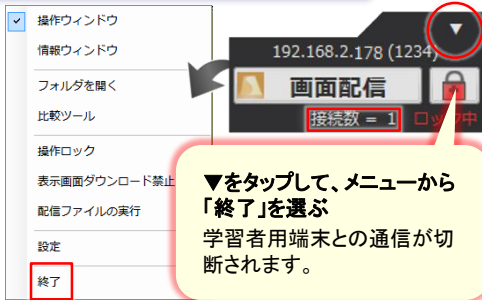 操作ウィンドウ
情報ウィンドウ
フォルダを開く
比較ツール
操作ロック
表示画面ダウンロード禁止
配信ファイルの実行
設定
終了
▼
192.168.2.178 (1234)
画面配信
接続数 = 1
ロック中
▼をタップして、メニューから
「終了」を選ぶ
学習者用端末との通信が切
断されます。